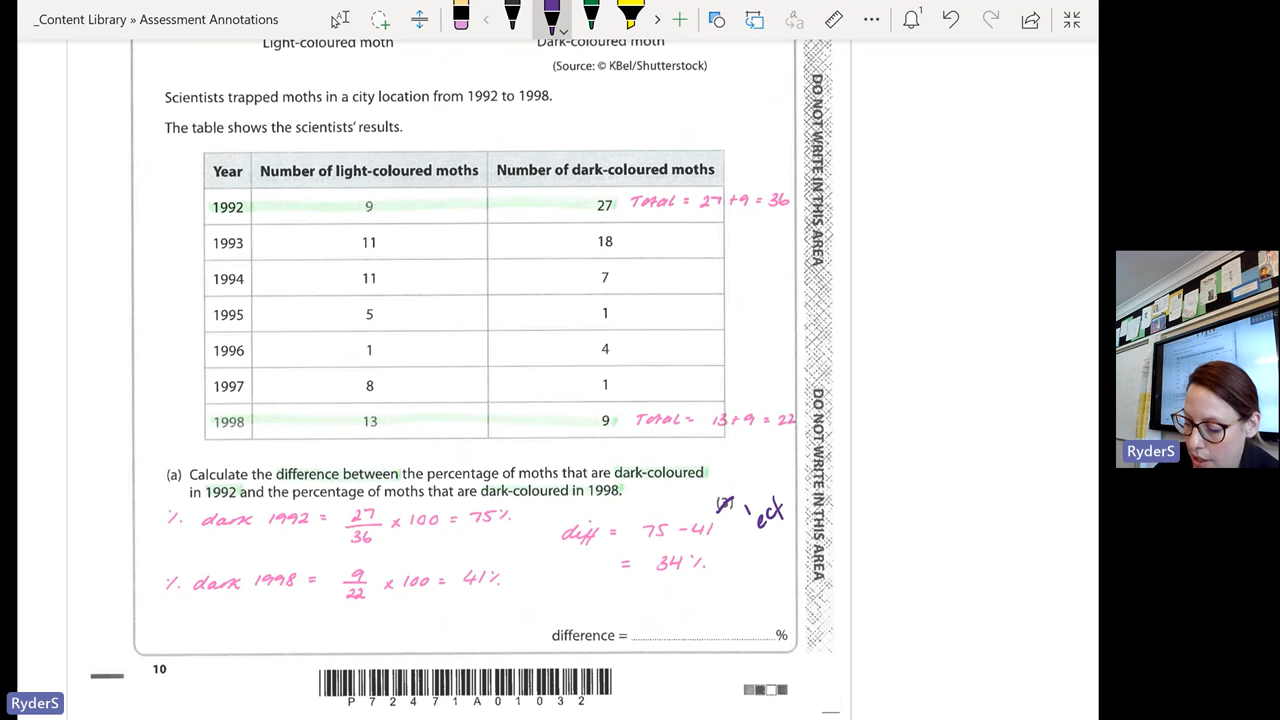 _Content Library » Assessment Annotations
Light-coloured moth
Dark-coloured moth
(Source: © KBel/Shutterstock)
Scientists trapped moths in a city location from 1992 to 1998.
The table shows the scientists' results.
Year Number of light-coloured moths Number of dark-coloured moths
1992 9 27 Total = 27 + 9 = 36
1993 11 18
1994 11 7
1995 5 1
1996 1 4
1997 8 1
1998 13 9 Total = 13 + 9 = 22
(a) Calculate the difference between the percentage of moths that are dark-coloured
in 1992 and the percentage of moths that are dark-coloured in 1998.
% dark 1992 = 27/36 x 100 = 75%
diff = 75 - 41
= 34%
% dark 1998 = 9/22 x 100 = 41%
difference = ........................................ %
10
P 7 2 4 7 1 A 0 1 0 3 2
DO NOT WRITE IN THIS AREA
DO NOT WRITE IN THIS AREA
RyderS
RyderS